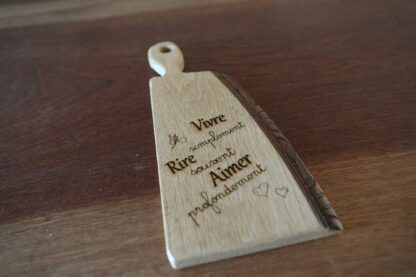 Vivre
simplement
Rire
souvent
Aimer
profondément